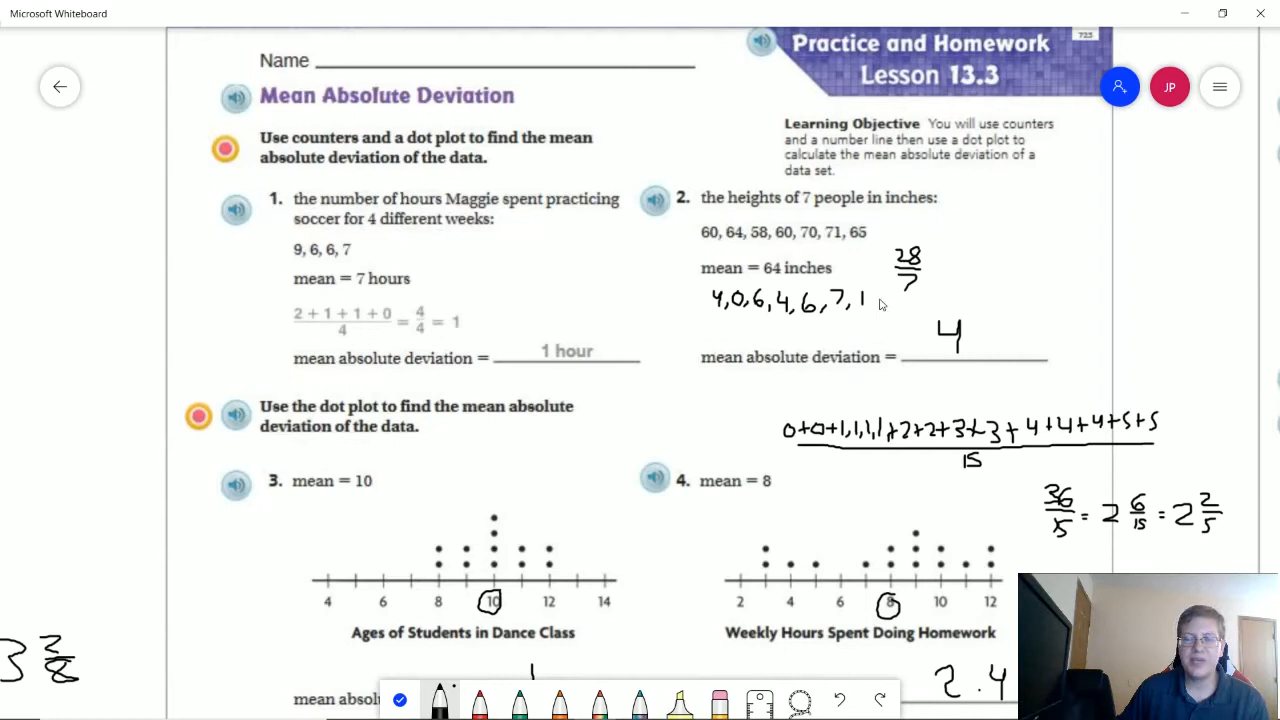 Microsoft Whiteboard
723
Practice and Homework
Lesson 13.3
Name
Mean Absolute Deviation
JP
Learning Objective You will use counters
and a number line then use a dot plot to
calculate the mean absolute deviation of a
data set.
Use counters and a dot plot to find the mean
absolute deviation of the data.
1. the number of hours Maggie spent practicing
soccer for 4 different weeks:
9, 6, 6, 7
mean = 7 hours
2 + 1 + 1 + 0
4
= 4/4 = 1
mean absolute deviation = 1 hour
2. the heights of 7 people in inches:
60, 64, 58, 60, 70, 71, 65
mean = 64 inches
28
7
4,0,6,4,6,7,1
mean absolute deviation = 4
Use the dot plot to find the mean absolute
deviation of the data.
0+0+1,1,1,1+2+2+3+3+4+4+4+5+5
15
36/15 = 2 6/15 = 2 2/5
3. mean = 10
4 6 8 10 12 14
Ages of Students in Dance Class
mean absol
4. mean = 8
2 4 6 8 10 12
Weekly Hours Spent Doing Homework
2.4
3 2/8